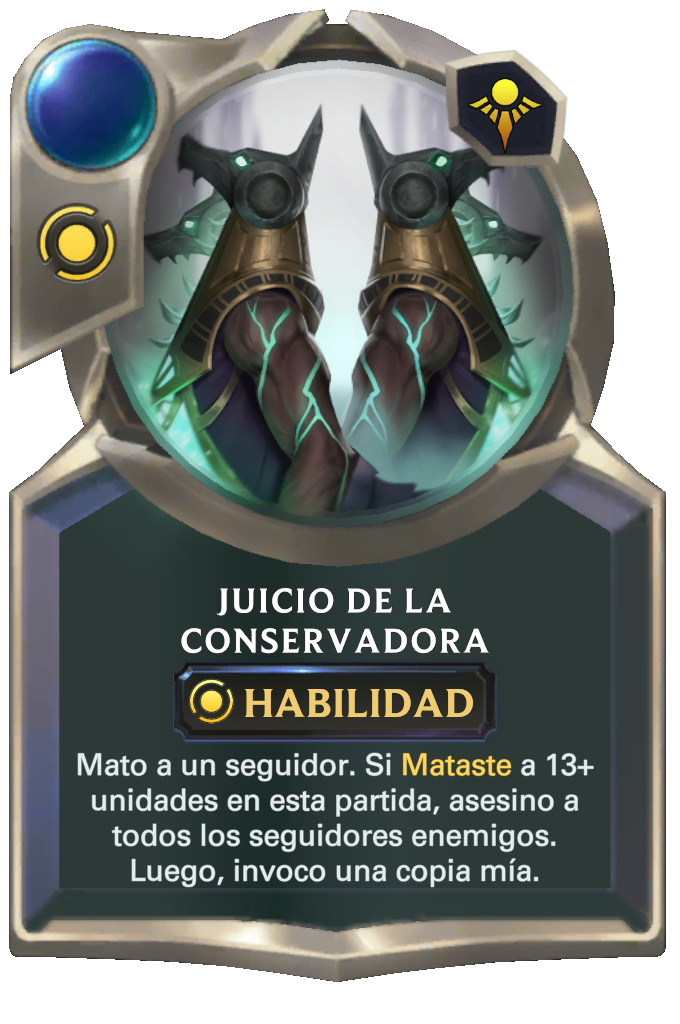 JUICIO DE LA
CONSERVADORA
HABILIDAD
Mato a un seguidor. Si Mataste a 13+
unidades en esta partida, asesino a
todos los seguidores enemigos.
Luego, invoco una copia mía.